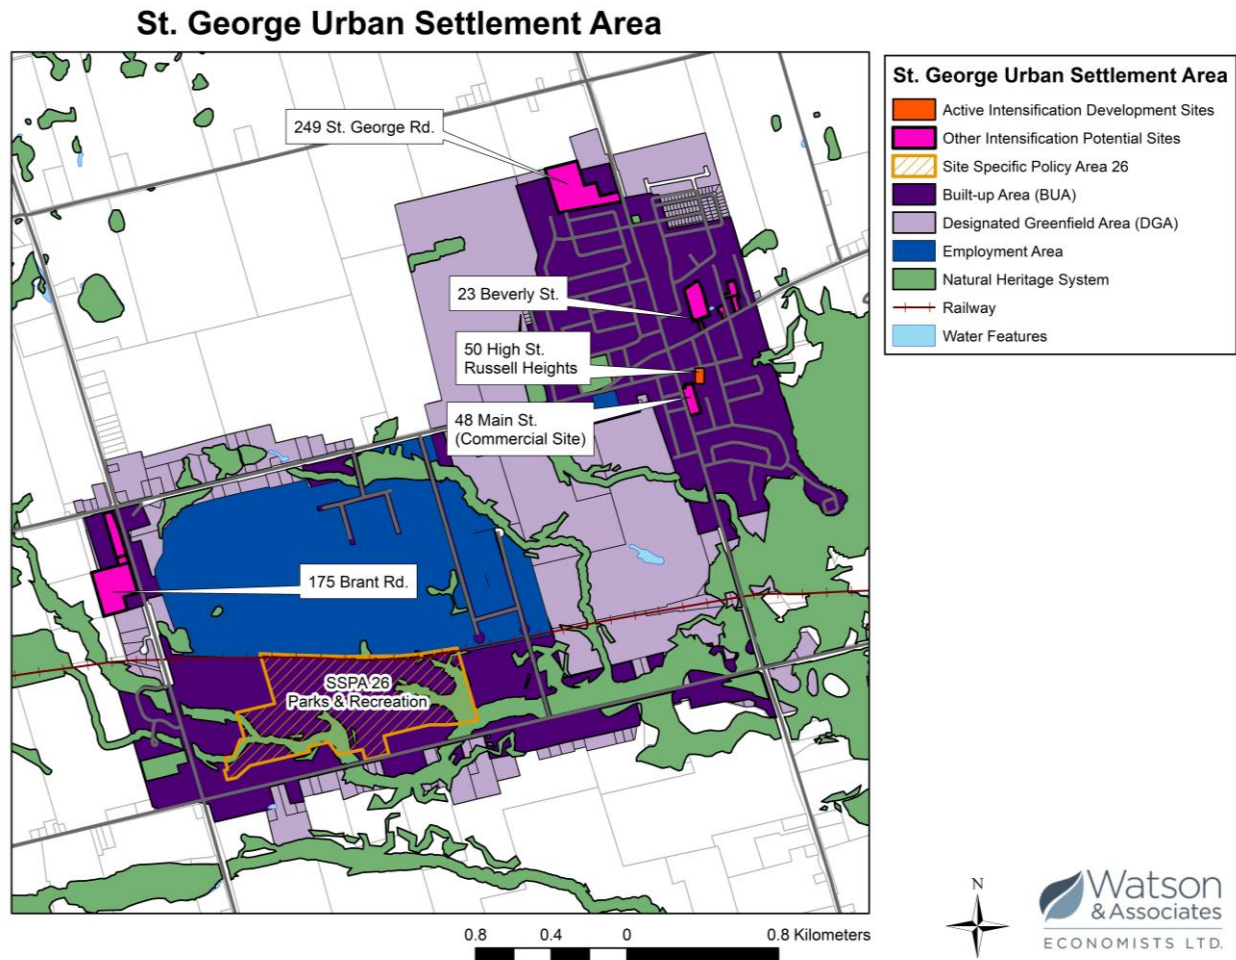 St. George Urban Settlement Area
249 St. George Rd.
23 Beverly St.
50 High St.
Russell Heights
48 Main St.
(Commercial Site)
175 Brant Rd.
SSPA 26
Parks & Recreation
St. George Urban Settlement Area
Active Intensification Development Sites
Other Intensification Potential Sites
Site Specific Policy Area 26
Built-up Area (BUA)
Designated Greenfield Area (DGA)
Employment Area
Natural Heritage System
Railway
Water Features
0.8 0.4 0 0.8 Kilometers
N
Watson
& Associates
ECONOMISTS LTD.